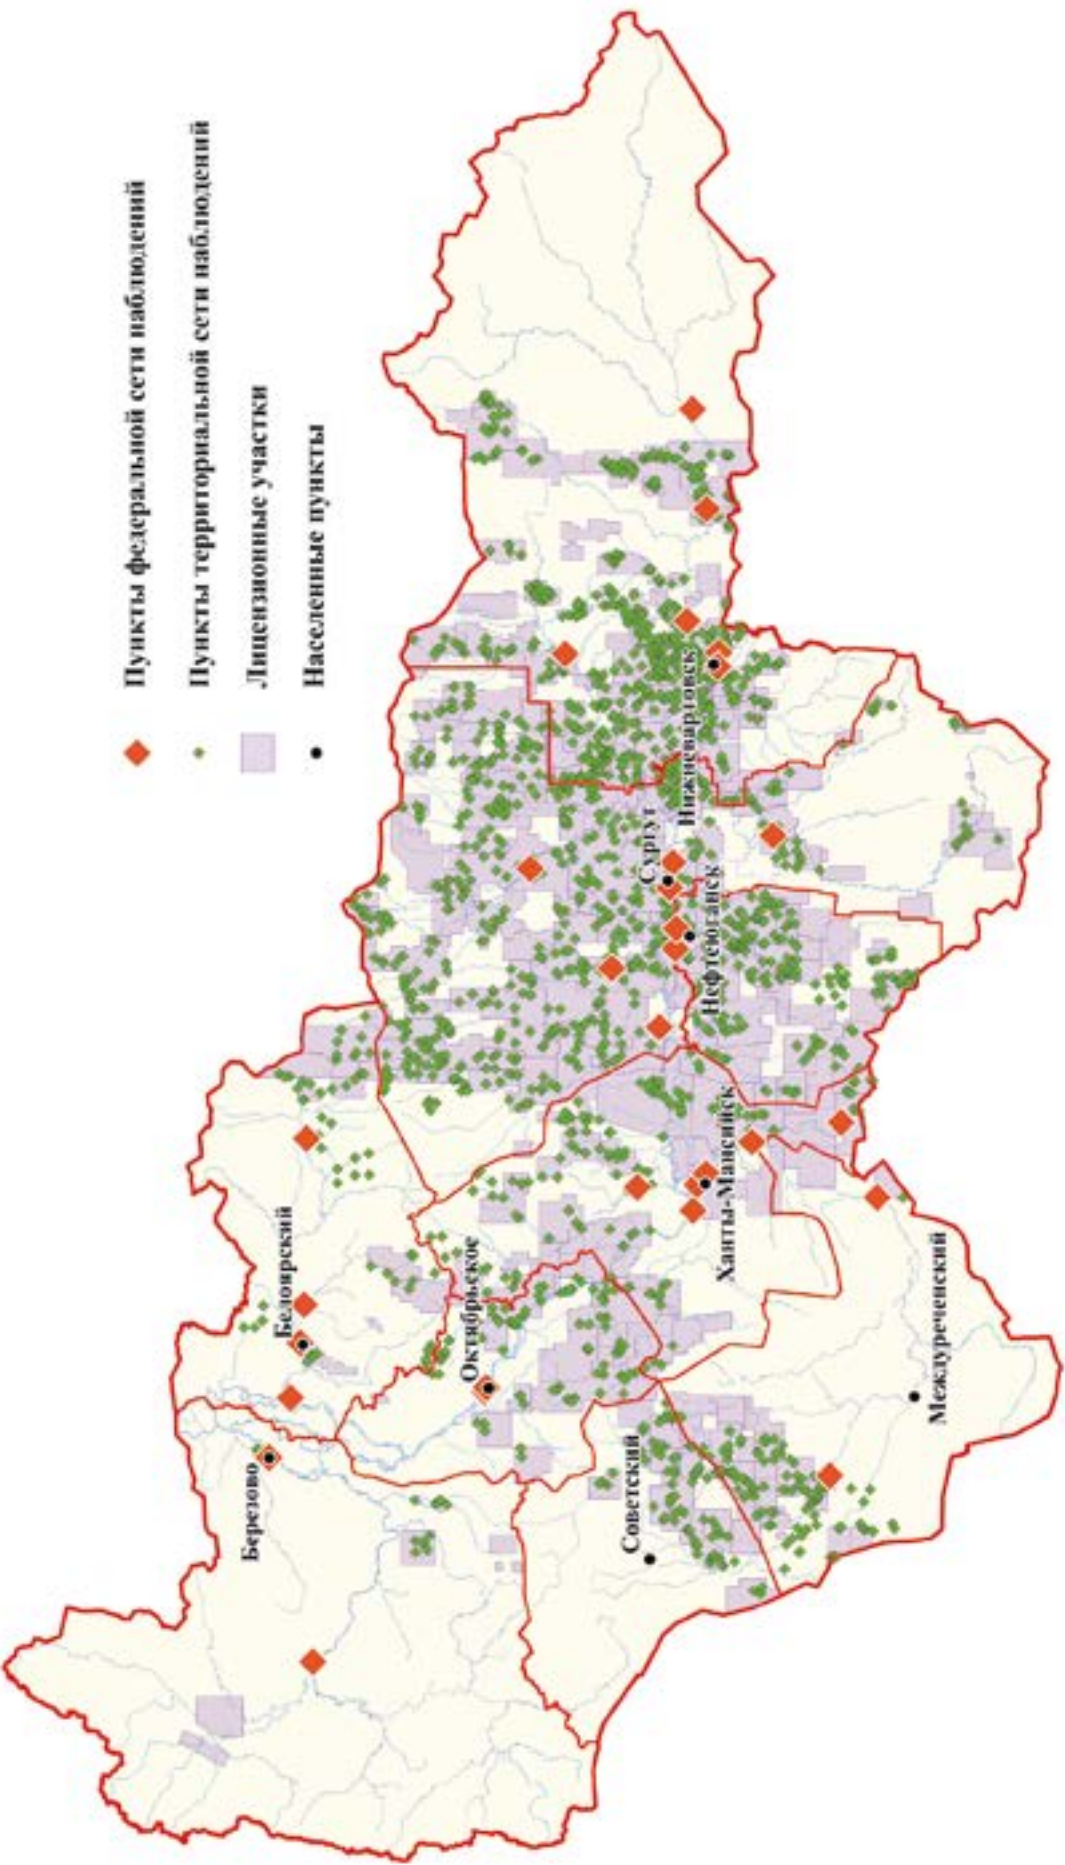 Пункты федеральной сети наблюдений
Пункты территориальной сети наблюдений
Лицензионные участки
Населенные пункты
Березово
Белоярский
Октябрьское
Советский
Междуреченский
Ханты-Мансийск
Нефтеюганск
Сургут
Нижневартовск